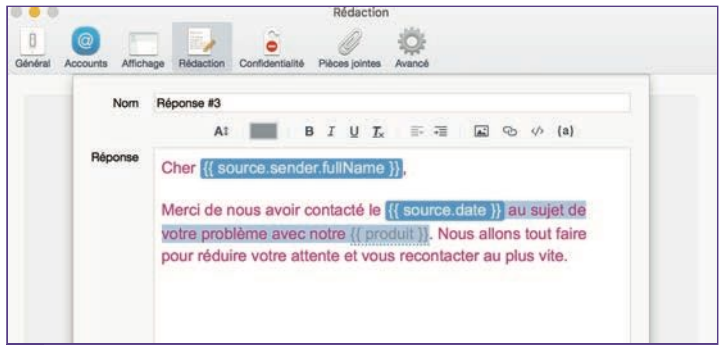 Rédaction
Général Accounts Affichage Rédaction Confidentialité Pièces jointes Avancé
Nom Réponse #3
A B I U Tx </> {a}
Réponse
Cher {{ source.sender.fullName }},
Merci de nous avoir contacté le {{ source.date }} au sujet de
votre problème avec notre {{ produit }}. Nous allons tout faire
pour réduire votre attente et vous recontacter au plus vite.